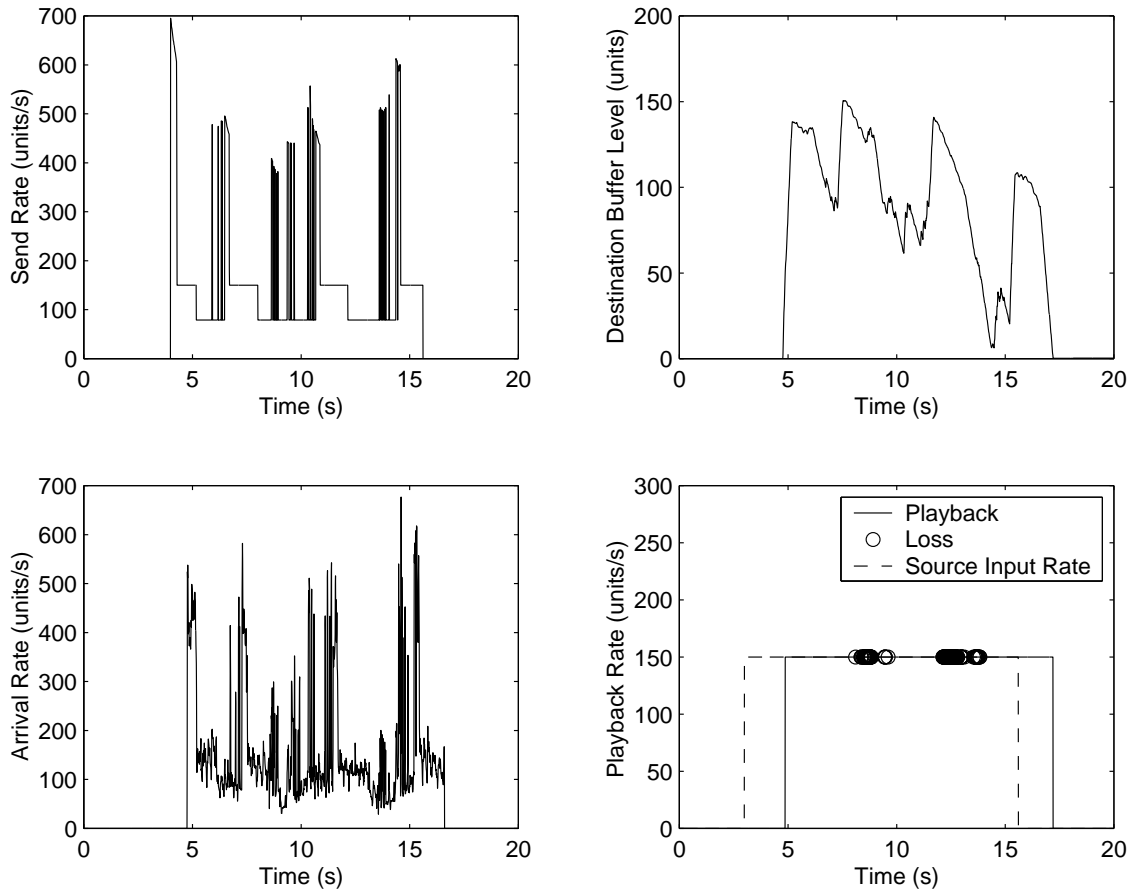 700
600
500
400
300
200
100
0
Send Rate (units/s)
0 5 10 15 20
Time (s)
200
150
100
50
0
Destination Buffer Level (units)
0 5 10 15 20
Time (s)
700
600
500
400
300
200
100
0
Arrival Rate (units/s)
0 5 10 15 20
Time (s)
300
250
200
150
100
50
0
Playback Rate (units/s)
Playback
Loss
Source Input Rate
0 5 10 15 20
Time (s)